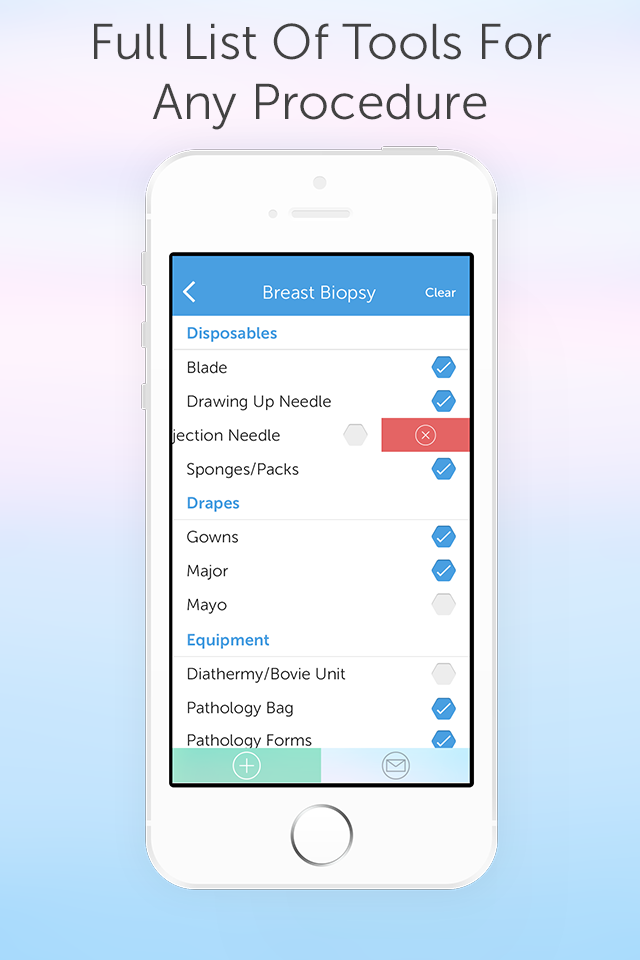 Full List Of Tools For
Any Procedure
Breast Biopsy
Clear
Disposables
Blade
Drawing Up Needle
jection Needle
Sponges/Packs
Drapes
Gowns
Major
Mayo
Equipment
Diathermy/Bovie Unit
Pathology Bag
Pathology Forms